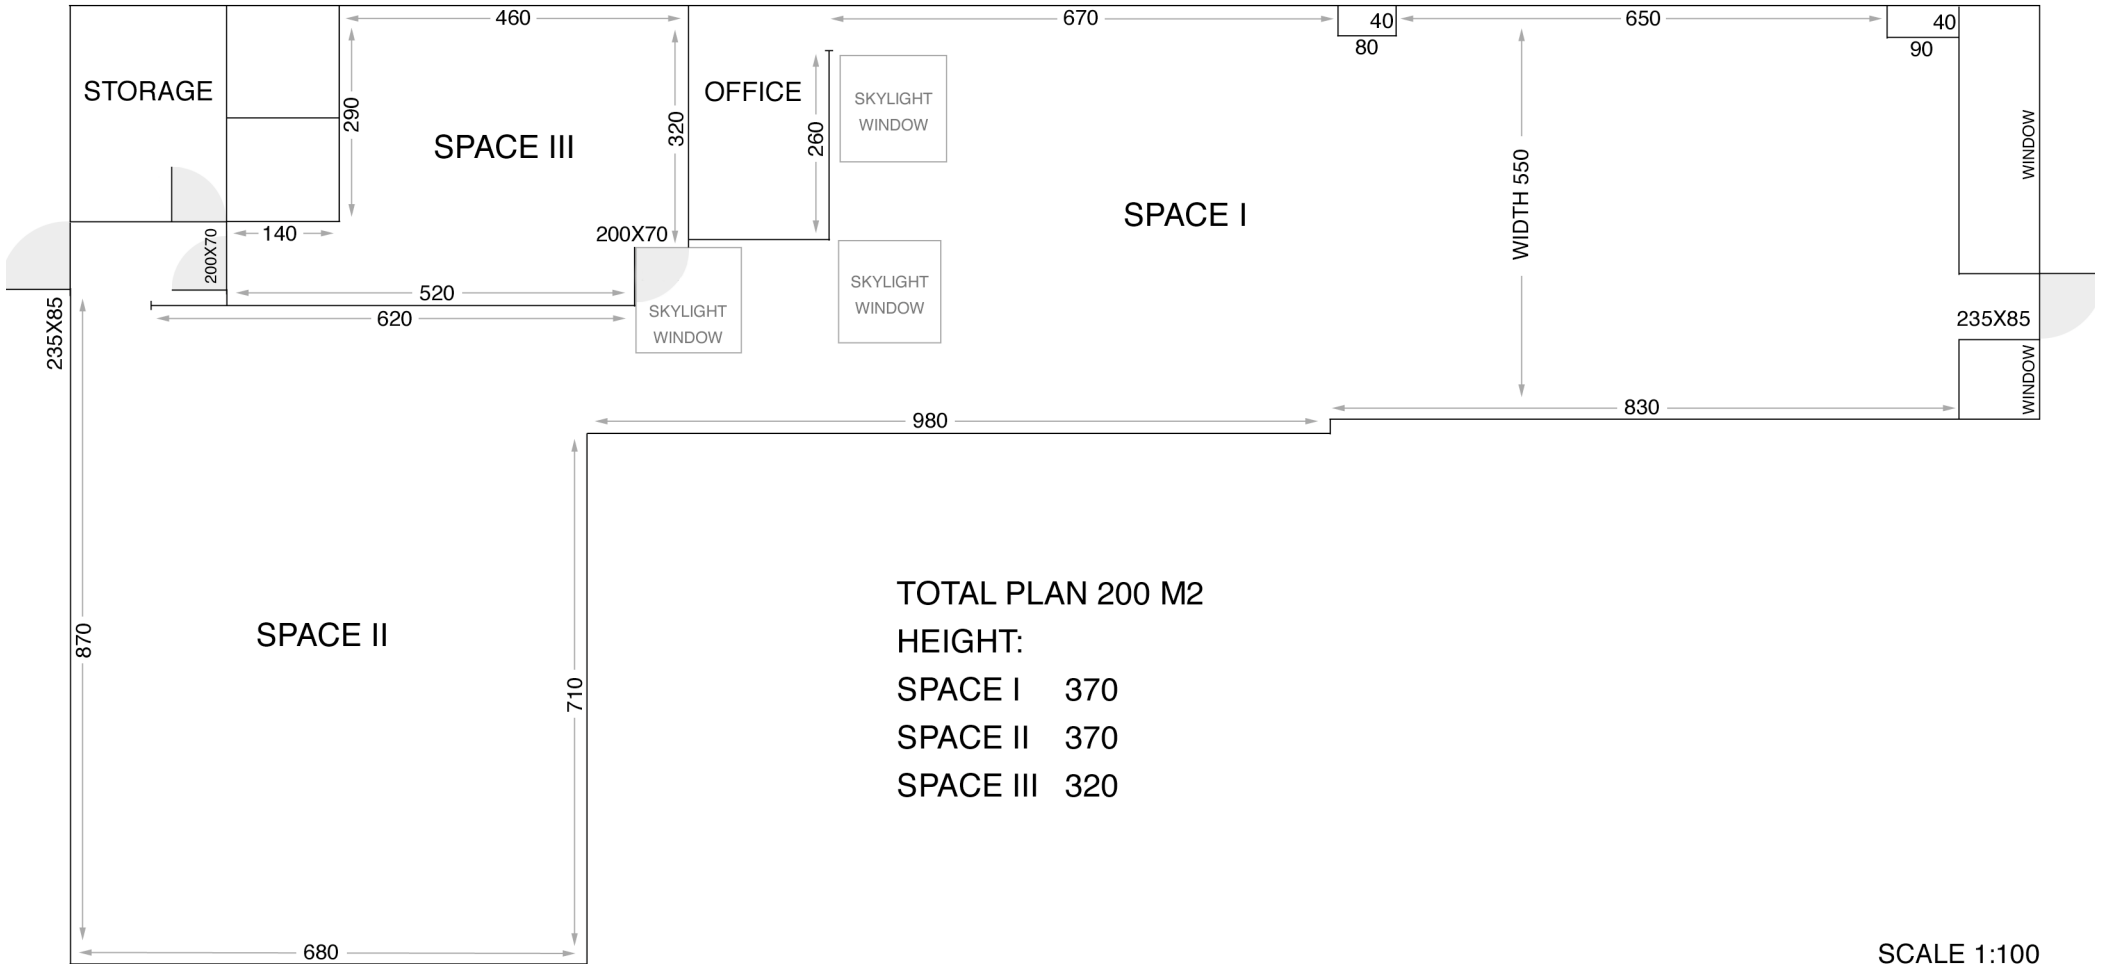 460
670
40
650
40
80
90
STORAGE
OFFICE
290
320
260
SKYLIGHT
WINDOW
WINDOW
SPACE III
WIDTH 550
SPACE I
140
200X70
200X70
SKYLIGHT
WINDOW
520
620
SKYLIGHT
WINDOW
235X85
235X85
WINDOW
980
830
870
SPACE II
710
680
TOTAL PLAN 200 M2
HEIGHT:
SPACE I 370
SPACE II 370
SPACE III 320
SCALE 1:100